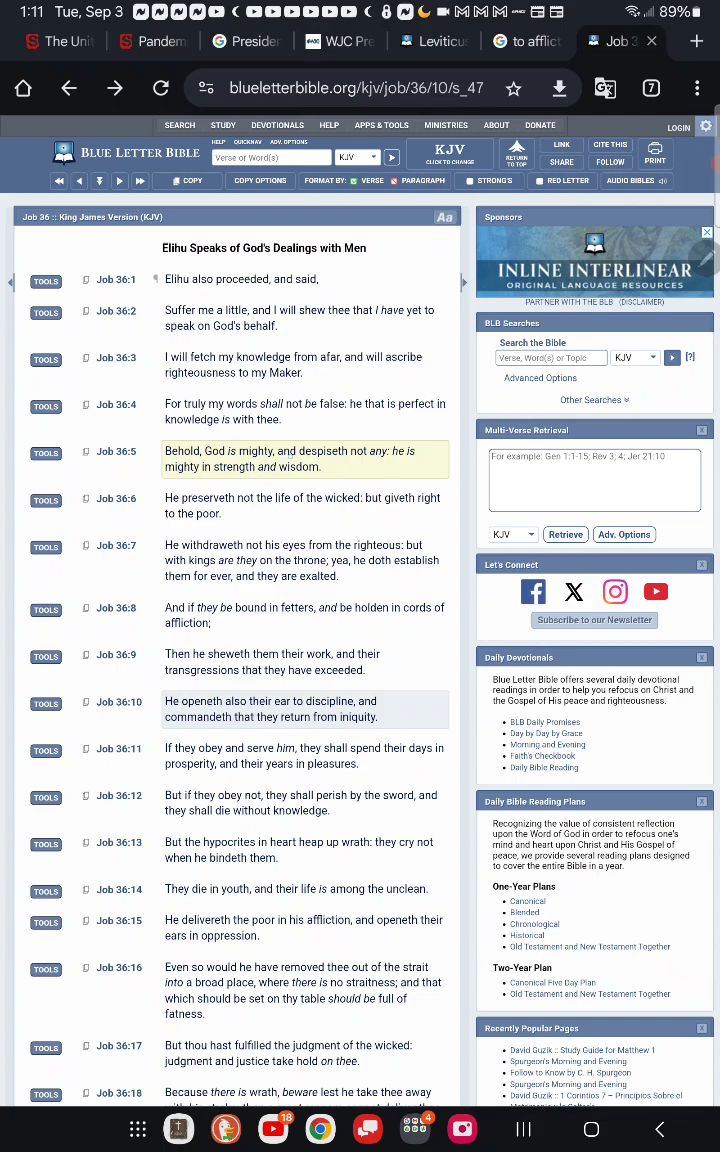 1:11 Tue, Sep 3
89%
The Unit
Pandem
Presider
WJC Pre
Leviticus
to afflict
Job 3
blueletterbible.org/kjv/job/36/10/s_47
7
SEARCH STUDY DEVOTIONALS HELP APPS & TOOLS MINISTRIES ABOUT DONATE
LOGIN
BLUE LETTER BIBLE
HELP QUICKNAV ADV. OPTIONS
Verse or Word(s)
KJV
KJV
CLICK TO CHANGE
RETURN
TO TOP
LINK
CITE THIS
SHARE
FOLLOW
PRINT
COPY
COPY OPTIONS
FORMAT BY: VERSE PARAGRAPH
STRONG'S
RED LETTER
AUDIO BIBLES
Job 36 :: King James Version (KJV)
Aa
Elihu Speaks of God's Dealings with Men
TOOLS Job 36:1 ¶ Elihu also proceeded, and said,
TOOLS Job 36:2 Suffer me a little, and I will shew thee that I have yet to
speak on God's behalf.
TOOLS Job 36:3 I will fetch my knowledge from afar, and will ascribe
righteousness to my Maker.
TOOLS Job 36:4 For truly my words shall not be false: he that is perfect in
knowledge is with thee.
TOOLS Job 36:5 Behold, God is mighty, and despiseth not any: he is
mighty in strength and wisdom.
TOOLS Job 36:6 He preserveth not the life of the wicked: but giveth right
to the poor.
TOOLS Job 36:7 He withdraweth not his eyes from the righteous: but
with kings are they on the throne; yea, he doth establish
them for ever, and they are exalted.
TOOLS Job 36:8 And if they be bound in fetters, and be holden in cords of
affliction;
TOOLS Job 36:9 Then he sheweth them their work, and their
transgressions that they have exceeded.
TOOLS Job 36:10 He openeth also their ear to discipline, and
commandeth that they return from iniquity.
TOOLS Job 36:11 If they obey and serve him, they shall spend their days in
prosperity, and their years in pleasures.
TOOLS Job 36:12 But if they obey not, they shall perish by the sword, and
they shall die without knowledge.
TOOLS Job 36:13 But the hypocrites in heart heap up wrath: they cry not
when he bindeth them.
TOOLS Job 36:14 They die in youth, and their life is among the unclean.
TOOLS Job 36:15 He delivereth the poor in his affliction, and openeth their
ears in oppression.
TOOLS Job 36:16 Even so would he have removed thee out of the strait
into a broad place, where there is no straitness; and that
which should be set on thy table should be full of
fatness.
TOOLS Job 36:17 But thou hast fulfilled the judgment of the wicked:
judgment and justice take hold on thee.
TOOLS Job 36:18 Because there is wrath, beware lest he take thee away
Sponsors
INLINE INTERLINEAR
ORIGINAL LANGUAGE RESOURCES
PARTNER WITH THE BLB (DISCLAIMER)
BLB Searches
Search the Bible
Verse, Word(s) or Topic
KJV
[?]
Advanced Options
Other Searches
Multi-Verse Retrieval
x
For example: Gen 1:1-15; Rev 3; 4; Jer 21:10
KJV
Retrieve
Adv. Options
Let's Connect
x
Subscribe to our Newsletter
Daily Devotionals
x
Blue Letter Bible offers several daily devotional
readings in order to help you refocus on Christ and
the Gospel of His peace and righteousness.
BLB Daily Promises
Day by Day by Grace
Morning and Evening
Faith's Checkbook
Daily Bible Reading
Daily Bible Reading Plans
x
Recognizing the value of consistent reflection
upon the Word of God in order to refocus one's
mind and heart upon Christ and His Gospel of
peace, we provide several reading plans designed
to cover the entire Bible in a year.
One-Year Plans
Canonical
Blended
Chronological
Historical
Old Testament and New Testament Together
Two-Year Plan
Canonical Five Day Plan
Old Testament and New Testament Together
Recently Popular Pages
x
David Guzik :: Study Guide for Matthew 1
Spurgeon's Morning and Evening
Follow to Know by C. H. Spurgeon
Spurgeon's Morning and Evening
David Guzik :: 1 Corintios 7 – Principios Sobre el
18
4